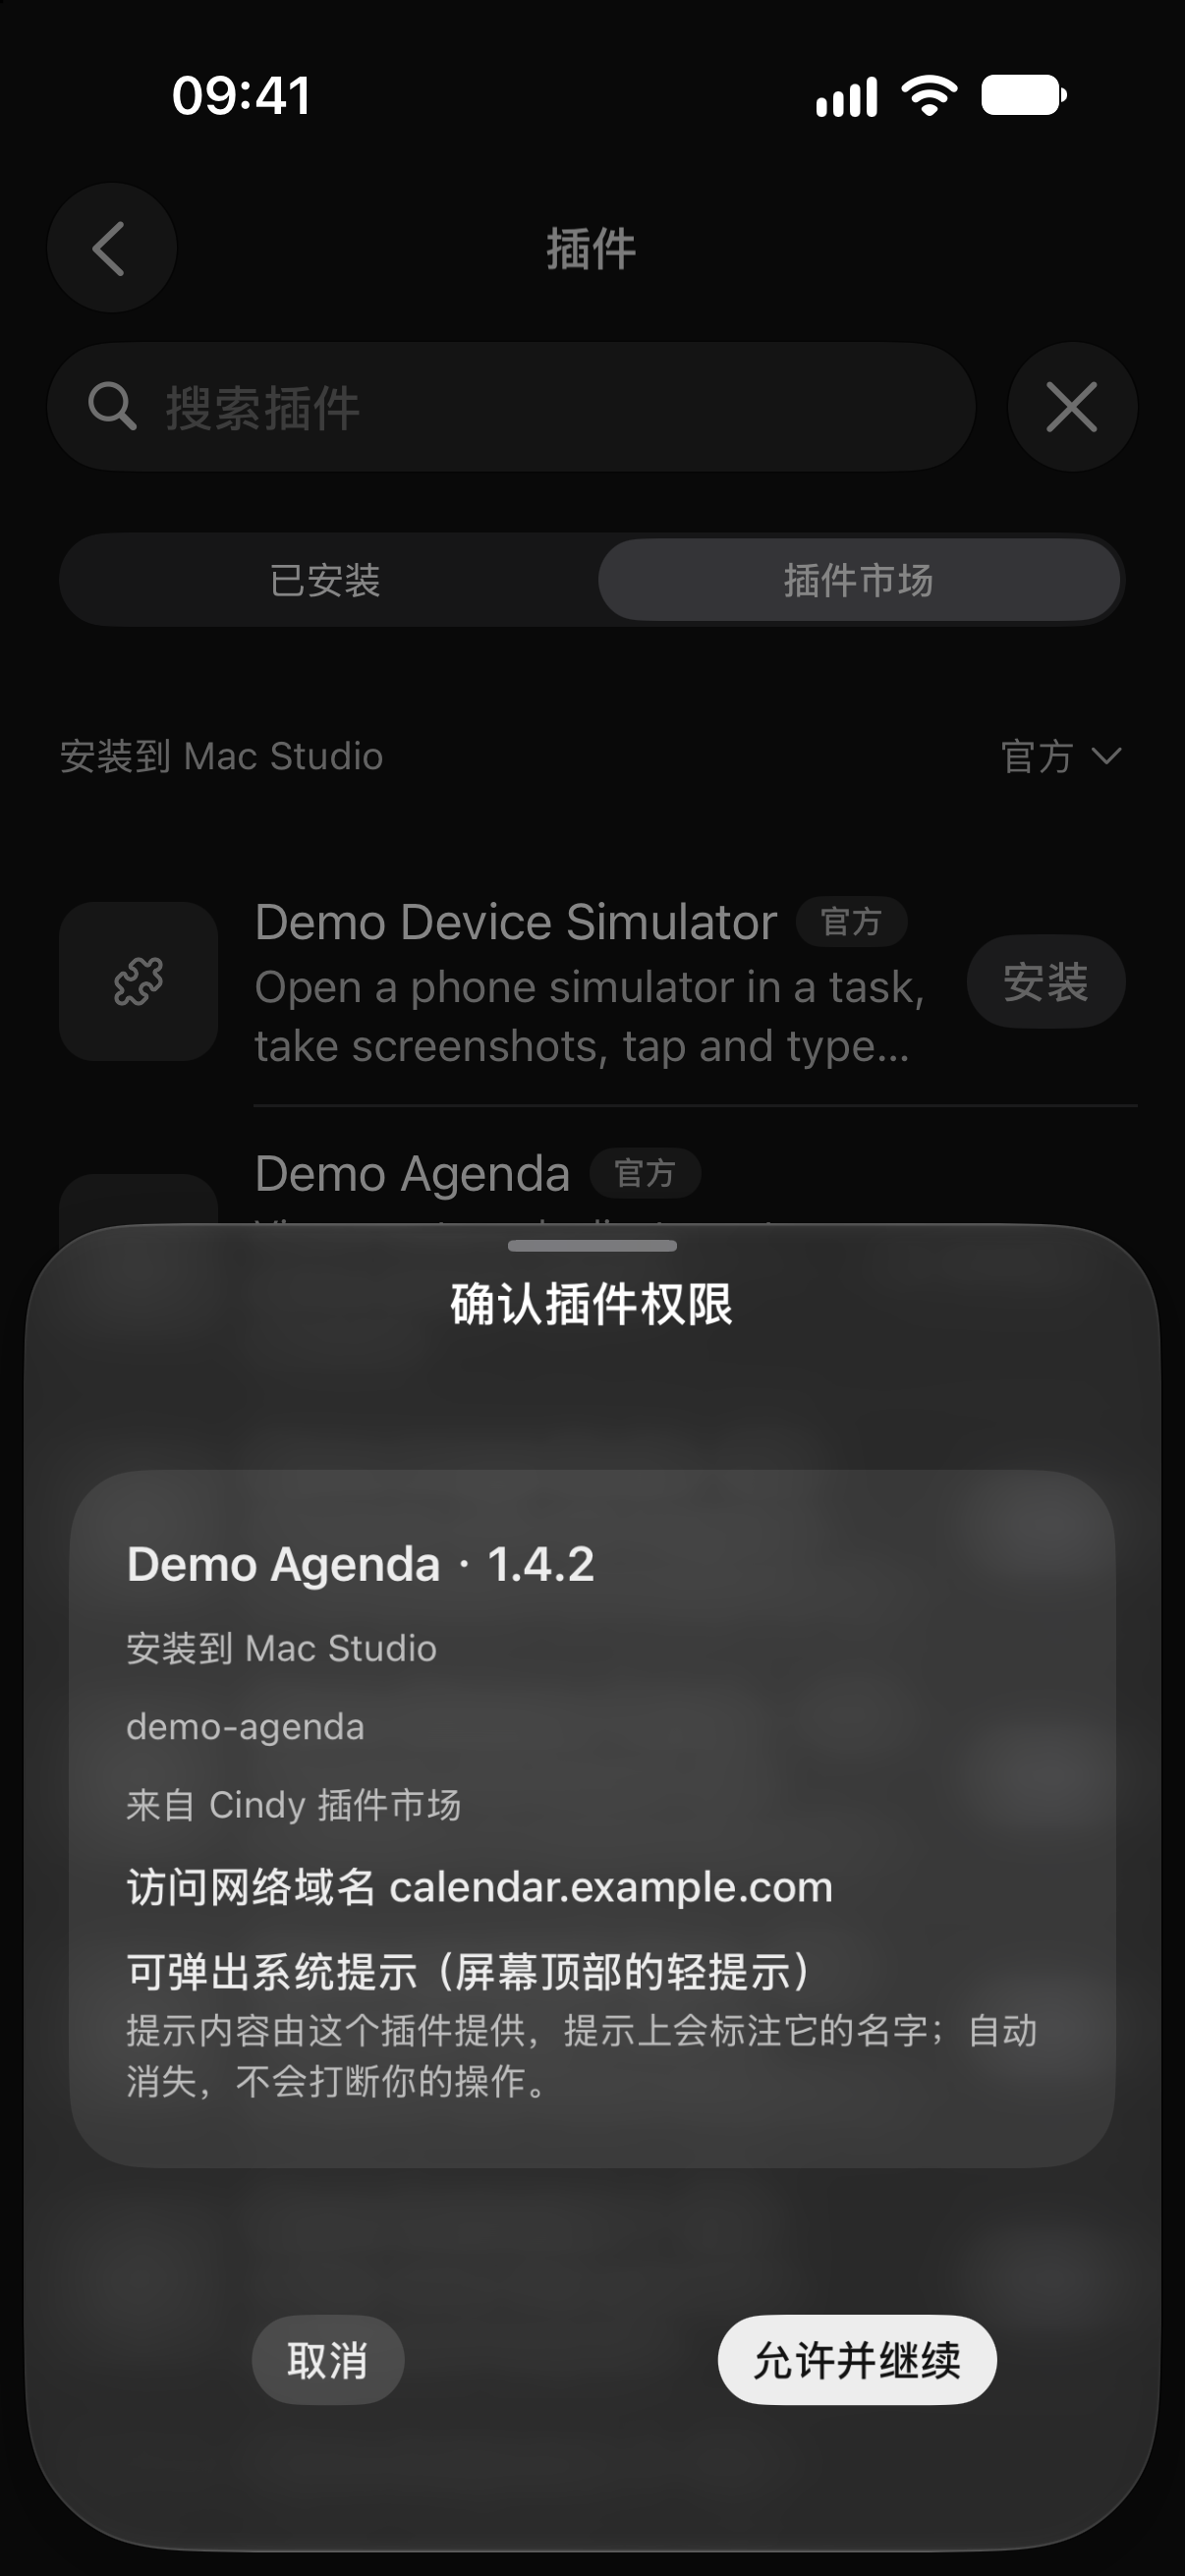 09:41
插件
搜索插件
已安装
插件市场
安装到 Mac Studio
官方
Demo Device Simulator 官方
Open a phone simulator in a task,
take screenshots, tap and type...
安装
Demo Agenda 官方
确认插件权限
Demo Agenda · 1.4.2
安装到 Mac Studio
demo-agenda
来自 Cindy 插件市场
访问网络域名 calendar.example.com
可弹出系统提示（屏幕顶部的轻提示）
提示内容由这个插件提供，提示上会标注它的名字；自动
消失，不会打断你的操作。
取消
允许并继续